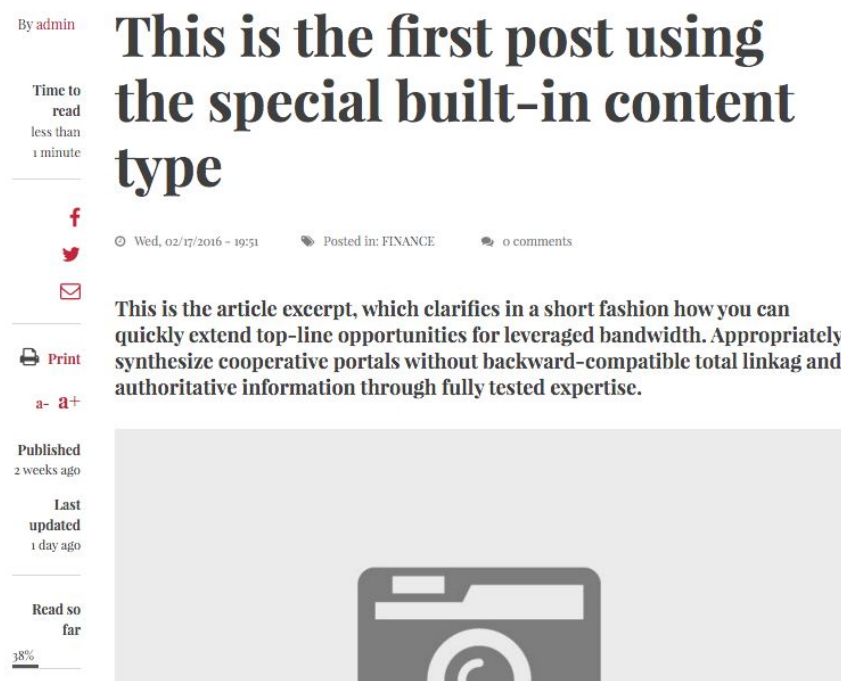 By admin
Time to
read
less than
1 minute
Print
a- a+
Published
2 weeks ago
Last
updated
1 day ago
Read so
far
38%
This is the first post using
the special built-in content
type
Wed, 02/17/2016 - 19:51 Posted in: FINANCE 0 comments
This is the article excerpt, which clarifies in a short fashion how you can
quickly extend top-line opportunities for leveraged bandwidth. Appropriately
synthesize cooperative portals without backward-compatible total linkag and
authoritative information through fully tested expertise.